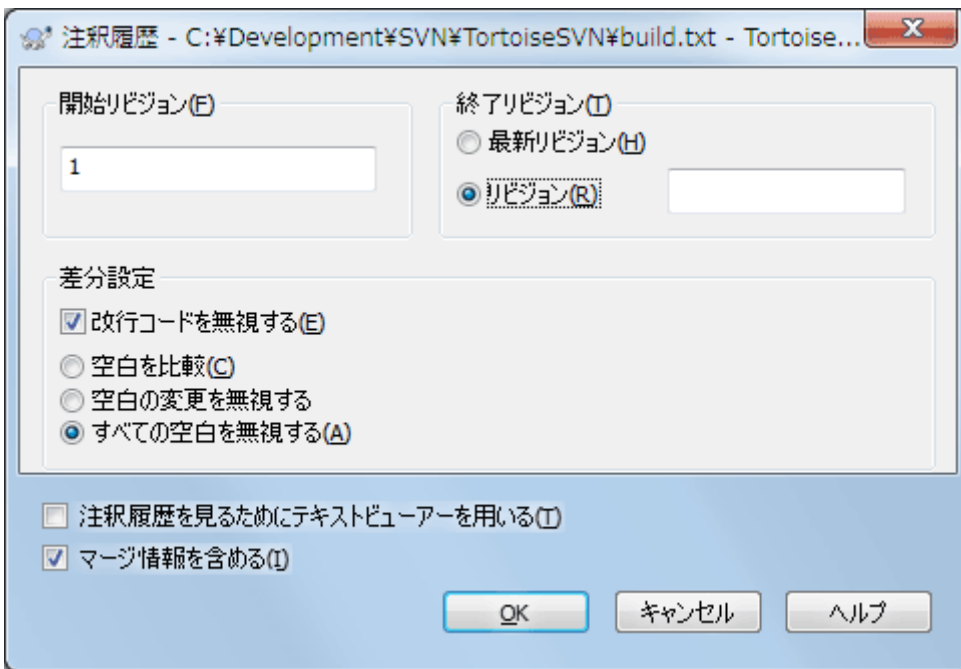 注釈履歴 - C:¥Development¥SVN¥TortoiseSVN¥build.txt - Tortoise...
開始リビジョン(F)
1
終了リビジョン(T)
最新リビジョン(H)
リビジョン(R)
差分設定
改行コードを無視する(E)
空白を比較(C)
空白の変更を無視する
すべての空白を無視する(A)
注釈履歴を見るためにテキストビューアーを用いる(T)
マージ情報を含める(I)
OK キャンセル ヘルプ